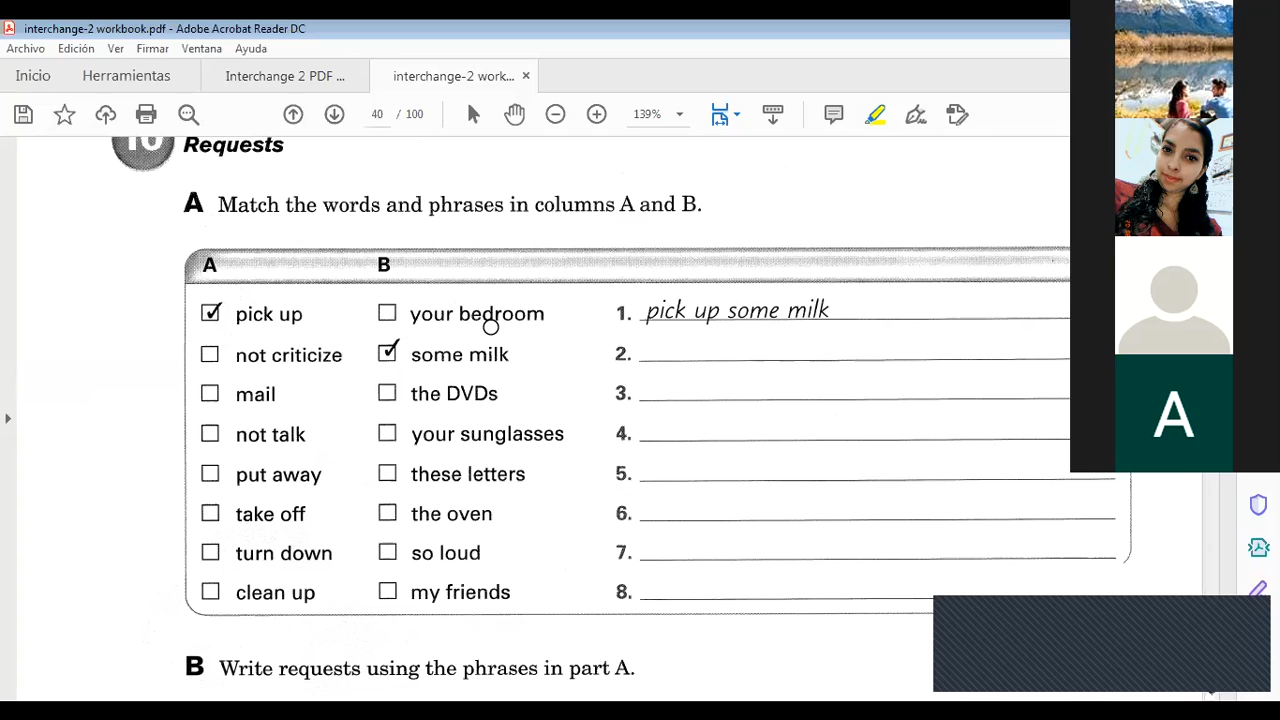 interchange-2 workbook.pdf - Adobe Acrobat Reader DC
Archivo Edición Ver Firmar Ventana Ayuda
Inicio Herramientas Interchange 2 PDF ... interchange-2 work... ×
40 / 100 139%
Requests
A Match the words and phrases in columns A and B.
A B
pick up your bedroom 1. pick up some milk
not criticize some milk 2.
mail the DVDs 3.
not talk your sunglasses 4.
put away these letters 5.
take off the oven 6.
turn down so loud 7.
clean up my friends 8.
B Write requests using the phrases in part A.
A